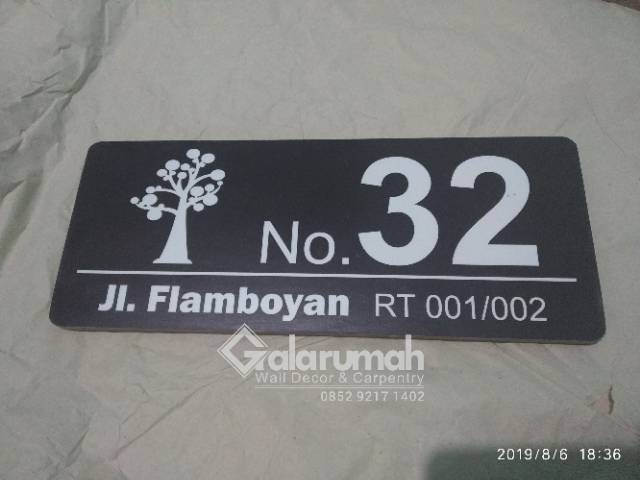 No. 32
Jl. Flamboyan RT 001/002
Galarumah
Wall Decor & Carpentry
0852 9217 1402
2019/8/6 18:36